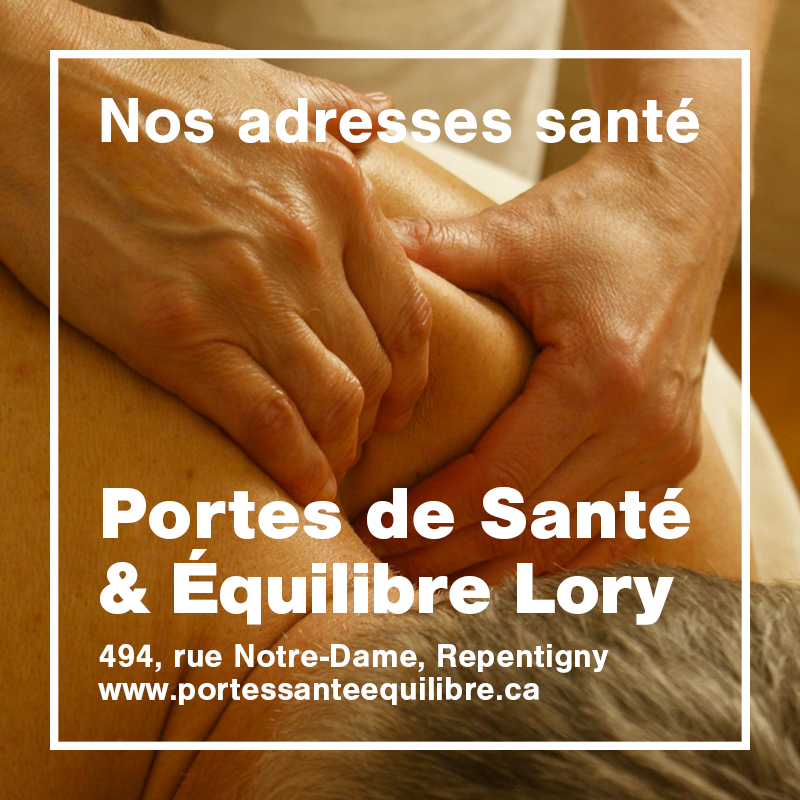 Nos adresses santé
Portes de Santé
& Équilibre Lory
494, rue Notre-Dame, Repentigny
www.portessanteequilibre.ca